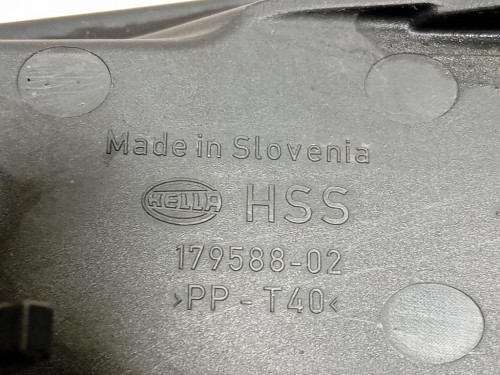 Made in Slovenia
HELLA HSS
179588-02
>PP-T40<